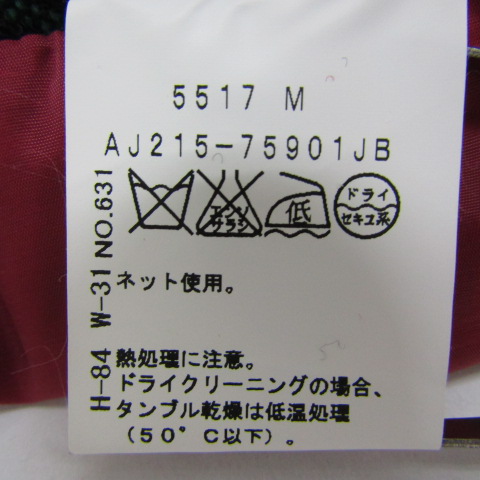 5517 M
AJ215-75901JB
エンソ
サラシ
低
ドライ
セキユ系
H-84 W-31 NO.631
ネット使用。
熱処理に注意。
ドライクリーニングの場合、
タンブル乾燥は低温処理
(50°C以下)。